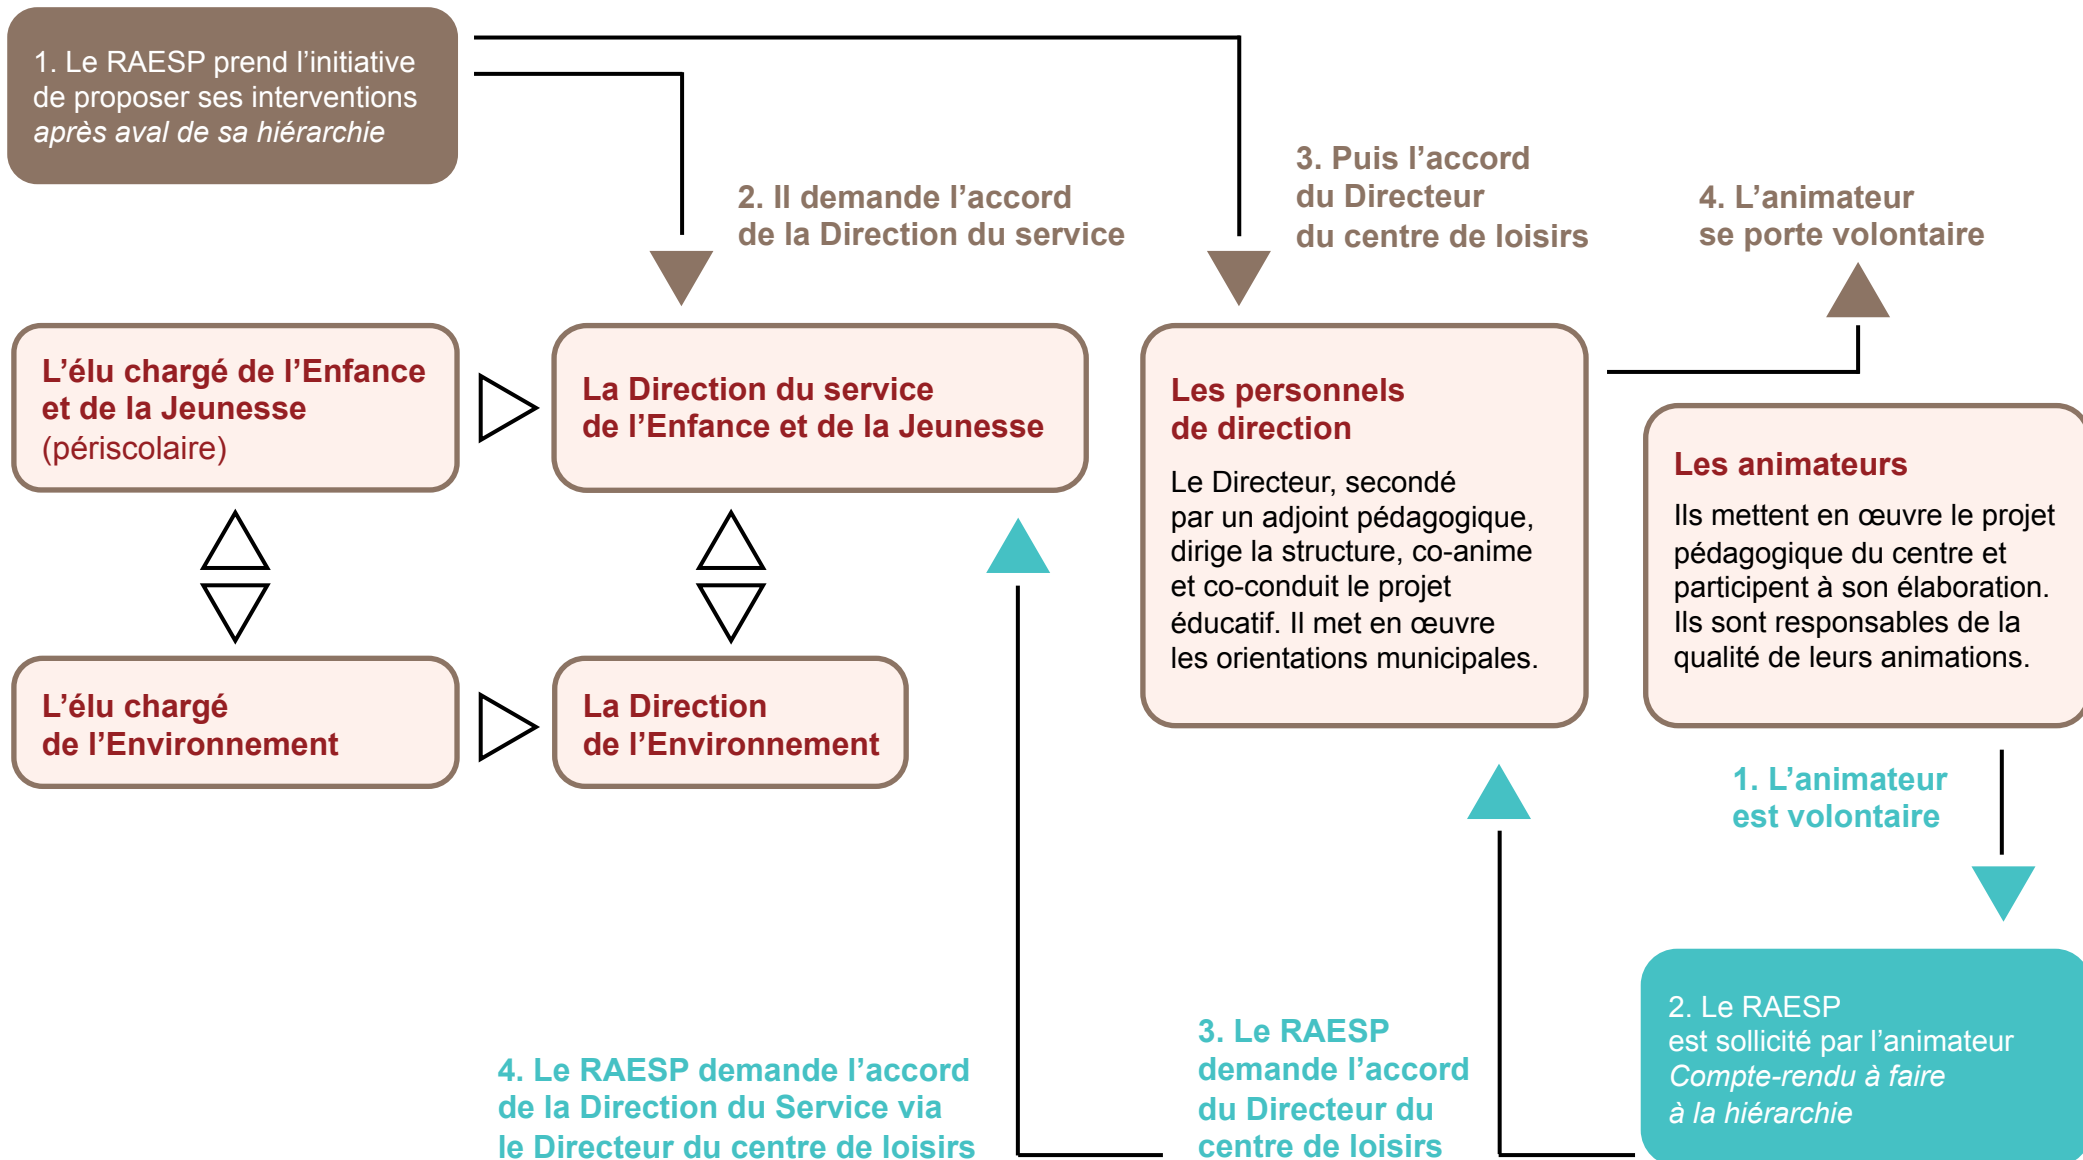 1. Le RAESP prend l’initiative
de proposer ses interventions
après aval de sa hiérarchie
2. Il demande l’accord
de la Direction du service
3. Puis l’accord
du Directeur
du centre de loisirs
4. L’animateur
se porte volontaire
L’élu chargé de l’Enfance
et de la Jeunesse
(périscolaire)
La Direction du service
de l’Enfance et de la Jeunesse
Les personnels
de direction
Le Directeur, secondé
par un adjoint pédagogique,
dirige la structure, co-anime
et co-conduit le projet
éducatif. Il met en œuvre
les orientations municipales.
Les animateurs
Ils mettent en œuvre le projet
pédagogique du centre et
participent à son élaboration.
Ils sont responsables de la
qualité de leurs animations.
L’élu chargé
de l’Environnement
La Direction
de l’Environnement
1. L’animateur
est volontaire
2. Le RAESP
est sollicité par l’animateur
Compte-rendu à faire
à la hiérarchie
3. Le RAESP
demande l’accord
du Directeur du
centre de loisirs
4. Le RAESP demande l’accord
de la Direction du Service via
le Directeur du centre de loisirs